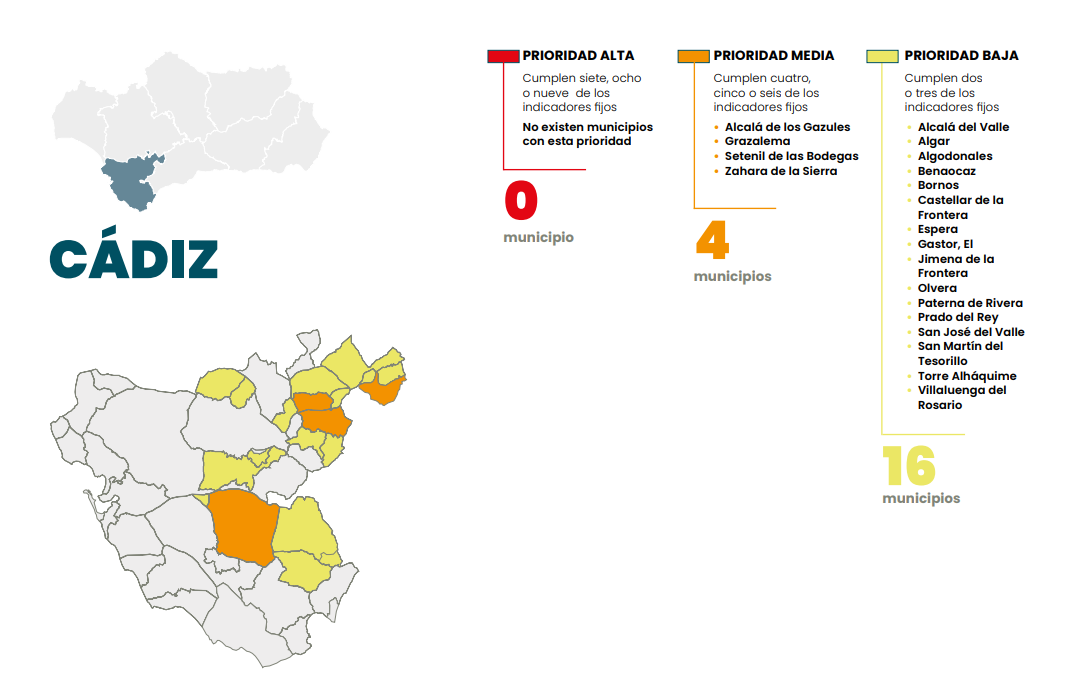 CÁDIZ
PRIORIDAD ALTA
Cumplen siete, ocho
o nueve de los
indicadores fijos
No existen municipios
con esta prioridad
0
municipio
PRIORIDAD MEDIA
Cumplen cuatro,
cinco o seis de los
indicadores fijos
• Alcalá de los Gazules
• Grazalema
• Setenil de las Bodegas
• Zahara de la Sierra
4
municipios
PRIORIDAD BAJA
Cumplen dos
o tres de los
indicadores fijos
• Alcalá del Valle
• Algar
• Algodonales
• Benaocaz
• Bornos
• Castellar de la
Frontera
• Espera
• Gastor, El
• Jimena de la
Frontera
• Olvera
• Paterna de Rivera
• Prado del Rey
• San José del Valle
• San Martín del
Tesorillo
• Torre Alháquime
• Villaluenga del
Rosario
16
municipios